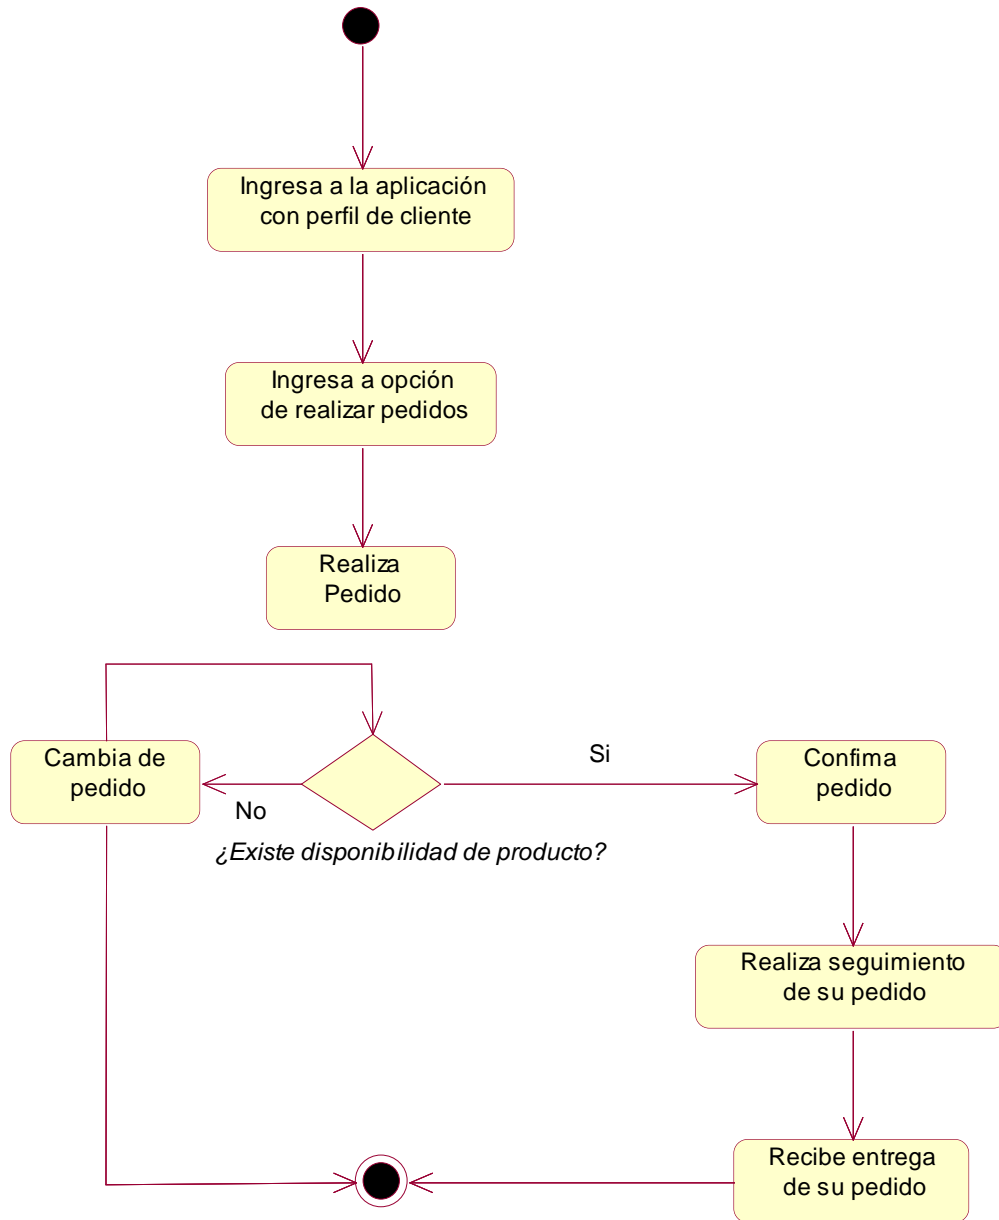 Ingresa a la aplicación
con perfil de cliente
Ingresa a opción
de realizar pedidos
Realiza
Pedido
Cambia de
pedido
No
Si
¿Existe disponibilidad de producto?
Confima
pedido
Realiza seguimiento
de su pedido
Recibe entrega
de su pedido